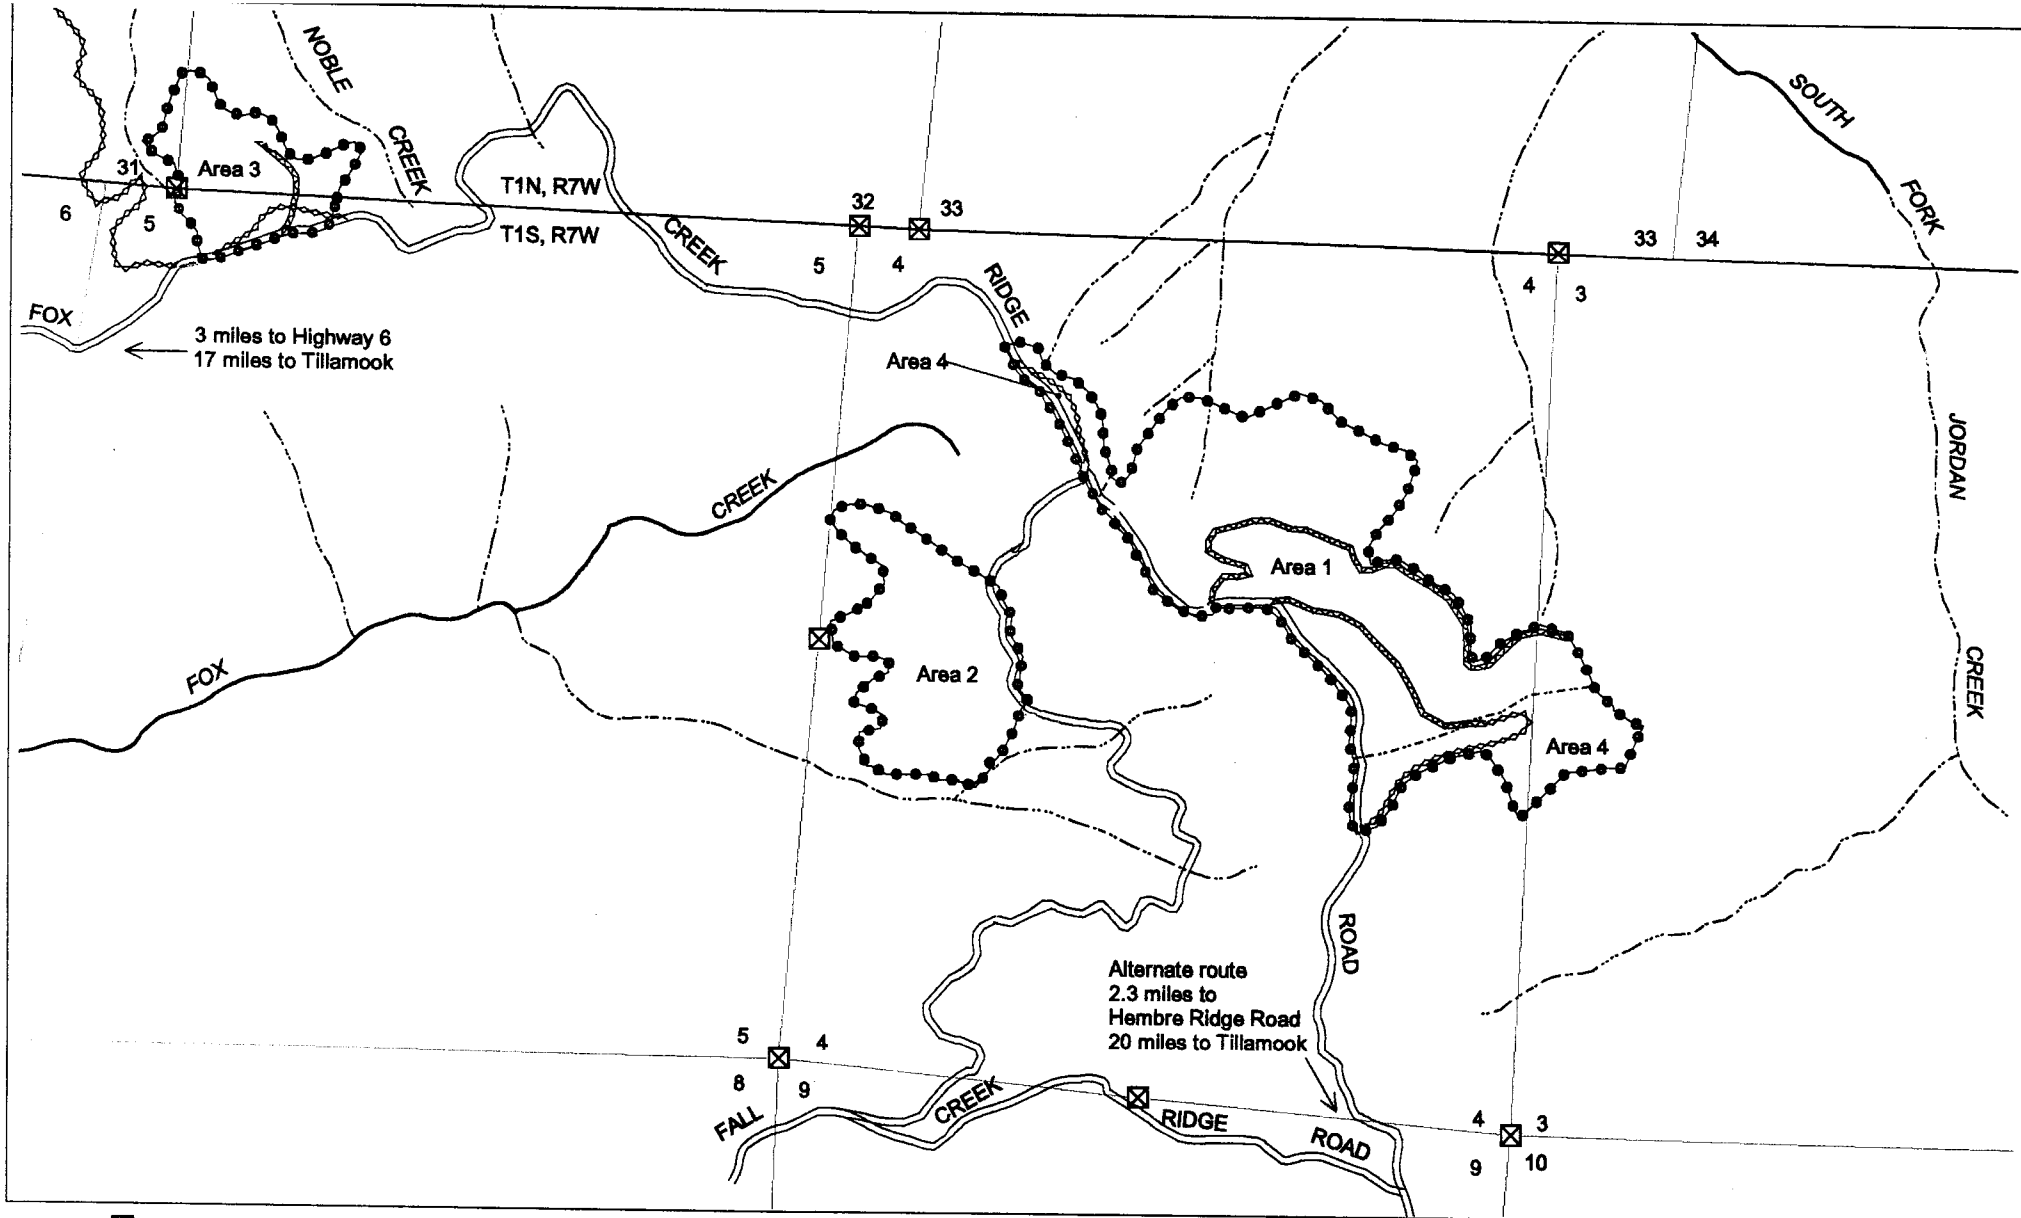 NOBLE
CREEK
SOUTH
FORK
JORDAN
CREEK
31
Area 3
6
5
T1N, R7W
T1S, R7W
32
33
5
4
33
34
4
3
FOX
CREEK
RIDGE
ROAD
3 miles to Highway 6
17 miles to Tillamook
Area 4
CREEK
FOX
Area 1
Area 2
Area 4
Alternate route
2.3 miles to
Hembre Ridge Road
20 miles to Tillamook
5
4
8
9
FALL
CREEK
RIDGE
ROAD
4
3
9
10